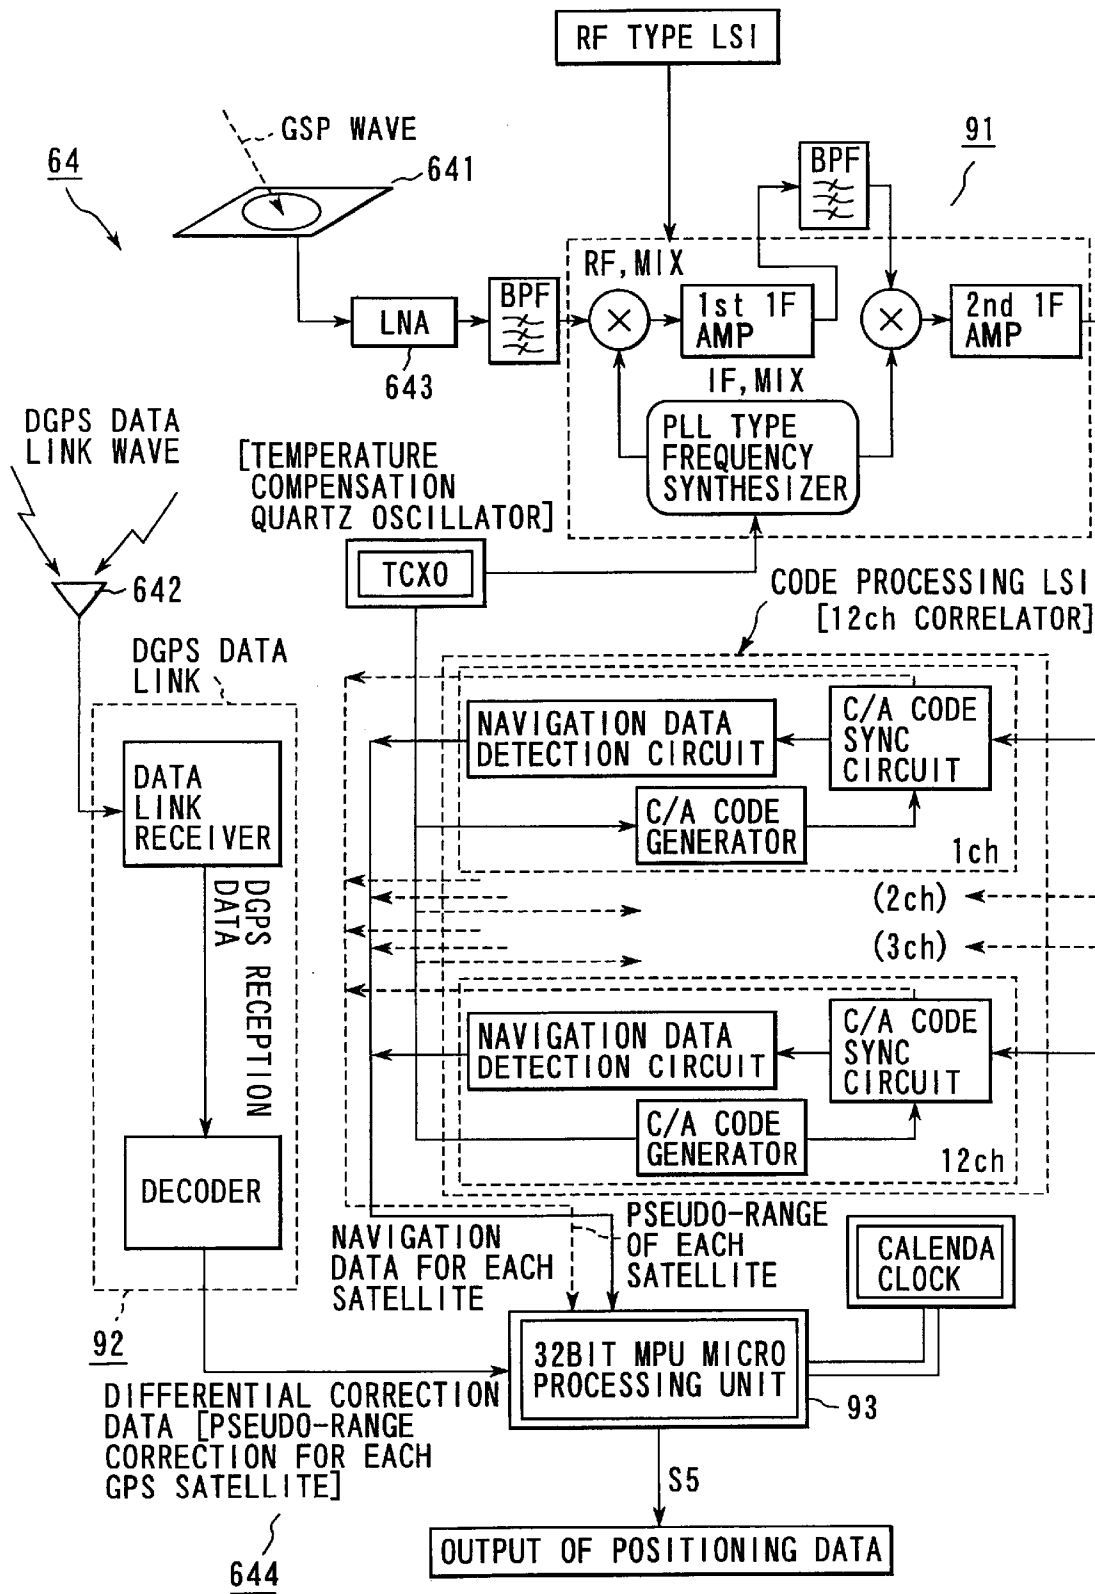 RF TYPE LSI
GSP WAVE
64
641
BPF
91
RF, MIX
BPF
LNA
643
1st 1F
AMP
2nd 1F
AMP
IF, MIX
PLL TYPE
FREQUENCY
SYNTHESIZER
DGPS DATA
LINK WAVE
[TEMPERATURE
COMPENSATION
QUARTZ OSCILLATOR]
TCXO
642
CODE PROCESSING LSI
[12ch CORRELATOR]
DGPS DATA
LINK
NAVIGATION DATA
DETECTION CIRCUIT
C/A CODE
SYNC
CIRCUIT
C/A CODE
GENERATOR
1ch
DATA
LINK
RECEIVER
DGPS RECEPTION
DATA
(2ch)
(3ch)
NAVIGATION DATA
DETECTION CIRCUIT
C/A CODE
SYNC
CIRCUIT
C/A CODE
GENERATOR
12ch
DECODER
NAVIGATION
DATA FOR EACH
SATELLITE
PSEUDO-RANGE
OF EACH
SATELLITE
CALENDA
CLOCK
92
32BIT MPU MICRO
PROCESSING UNIT
93
DIFFERENTIAL CORRECTION
DATA [PSEUDO-RANGE
CORRECTION FOR EACH
GPS SATELLITE]
S5
644
OUTPUT OF POSITIONING DATA